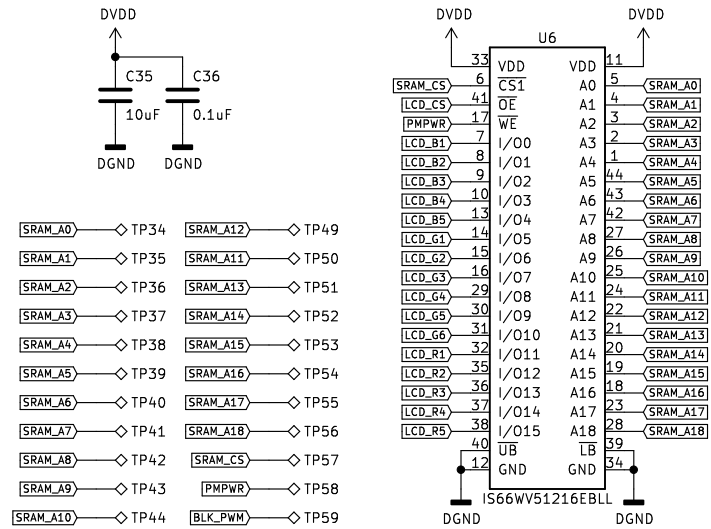 DVDD
C35
C36
10uF
0.1uF
DGND
DGND
SRAM_A0 TP34
SRAM_A1 TP35
SRAM_A2 TP36
SRAM_A3 TP37
SRAM_A4 TP38
SRAM_A5 TP39
SRAM_A6 TP40
SRAM_A7 TP41
SRAM_A8 TP42
SRAM_A9 TP43
SRAM_A10 TP44
SRAM_A12 TP49
SRAM_A11 TP50
SRAM_A13 TP51
SRAM_A14 TP52
SRAM_A15 TP53
SRAM_A16 TP54
SRAM_A17 TP55
SRAM_A18 TP56
SRAM_CS TP57
PMPWR TP58
BLK_PWM TP59
DVDD DVDD
U6
33 VDD VDD 11
SRAM_CS 6 CS1 A0 5 SRAM_A0
LCD_CS 41 OE A1 4 SRAM_A1
PMPWR 17 WE A2 3 SRAM_A2
LCD_B1 7 I/O0 A3 2 SRAM_A3
LCD_B2 8 I/O1 A4 1 SRAM_A4
LCD_B3 9 I/O2 A5 44 SRAM_A5
LCD_B4 10 I/O3 A6 43 SRAM_A6
LCD_B5 13 I/O4 A7 42 SRAM_A7
LCD_G1 14 I/O5 A8 27 SRAM_A8
LCD_G2 15 I/O6 A9 26 SRAM_A9
LCD_G3 16 I/O7 A10 25 SRAM_A10
LCD_G4 29 I/O8 A11 24 SRAM_A11
LCD_G5 30 I/O9 A12 22 SRAM_A12
LCD_G6 31 I/O10 A13 21 SRAM_A13
LCD_R1 32 I/O11 A14 20 SRAM_A14
LCD_R2 35 I/O12 A15 19 SRAM_A15
LCD_R3 36 I/O13 A16 18 SRAM_A16
LCD_R4 37 I/O14 A17 23 SRAM_A17
LCD_R5 38 I/O15 A18 28 SRAM_A18
40 UB LB 39
12 GND GND 34
IS66WV51216EBLL
DGND DGND